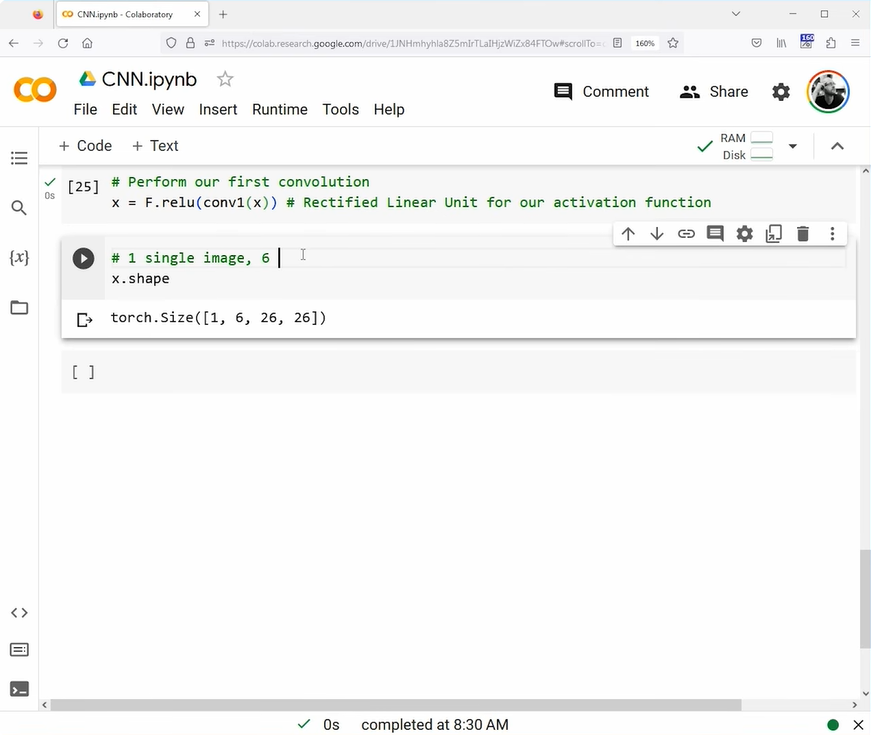 CNN.ipynb - Colaboratory
https://colab.research.google.com/drive/1JNHmhyhla8Z5mIrTLaIHjzWiZx84FTOw#scrollTo=
160%
160
CNN.ipynb
File Edit View Insert Runtime Tools Help
Comment
Share
+ Code + Text
RAM
Disk
[25]
0s
# Perform our first convolution
x = F.relu(conv1(x)) # Rectified Linear Unit for our activation function
# 1 single image, 6
x.shape
torch.Size([1, 6, 26, 26])
[ ]
{x}
0s completed at 8:30 AM